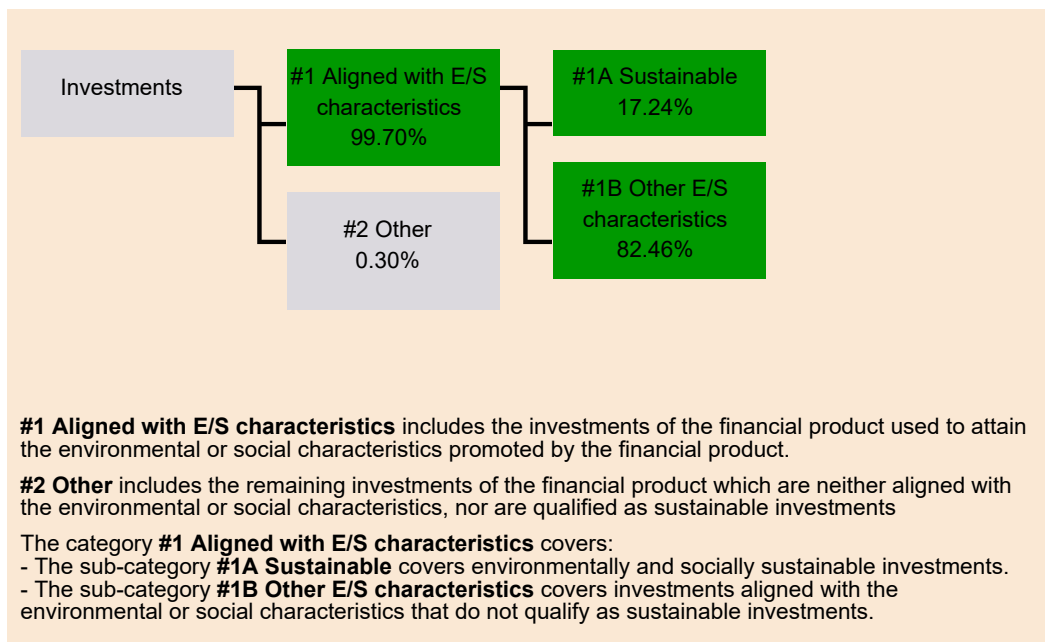 Investments
#1 Aligned with E/S
characteristics
99.70%
#1A Sustainable
17.24%
#2 Other
0.30%
#1B Other E/S
characteristics
82.46%
#1 Aligned with E/S characteristics includes the investments of the financial product used to attain
the environmental or social characteristics promoted by the financial product.
#2 Other includes the remaining investments of the financial product which are neither aligned with
the environmental or social characteristics, nor are qualified as sustainable investments
The category #1 Aligned with E/S characteristics covers:
- The sub-category #1A Sustainable covers environmentally and socially sustainable investments.
- The sub-category #1B Other E/S characteristics covers investments aligned with the
environmental or social characteristics that do not qualify as sustainable investments.